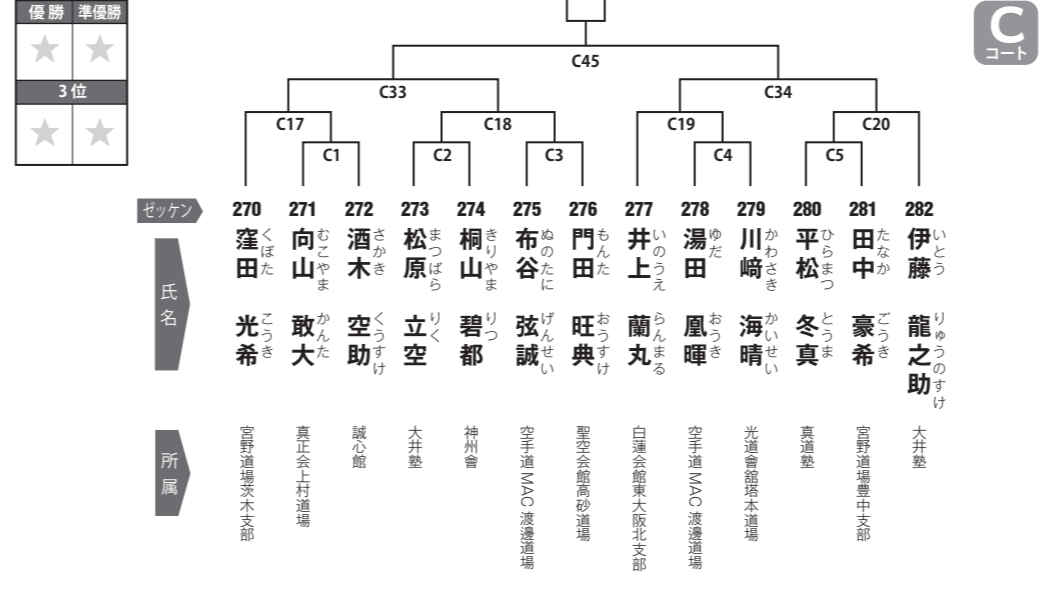 優勝 準優勝
★ ★
3位
★ ★
C
コート
C45
C33 C34
C17 C18 C19 C20
C1 C2 C3 C4 C5
ゼッケン 270 271 272 273 274 275 276 277 278 279 280 281 282
氏名
窪田 光希 くぼた こうき
向山 敢大 むこやま かんた
酒木 空助 さかき くうすけ
松原 立空 まつばら りく
桐山 碧都 きりやま りつ
布谷 弦誠 ぬのたに げんせい
門田 旺典 もんた おうすけ
井上 蘭丸 いのうえ らんまる
湯田 凰暉 ゆだ おうき
川﨑 海晴 かわさき かいせい
平松 冬真 ひらまつ とうま
田中 豪希 たなか ごうき
伊藤 龍之助 いとう りゅうのすけ
所属
宮野道場茨木支部
真正会上村道場
誠心館
大井塾
神州會
空手道MAC渡邊道場
聖空会館高砂道場
白蓮会館東大阪北支部
空手道MAC渡邊道場
光道會舘塔本道場
真道塾
宮野道場豊中支部
大井塾